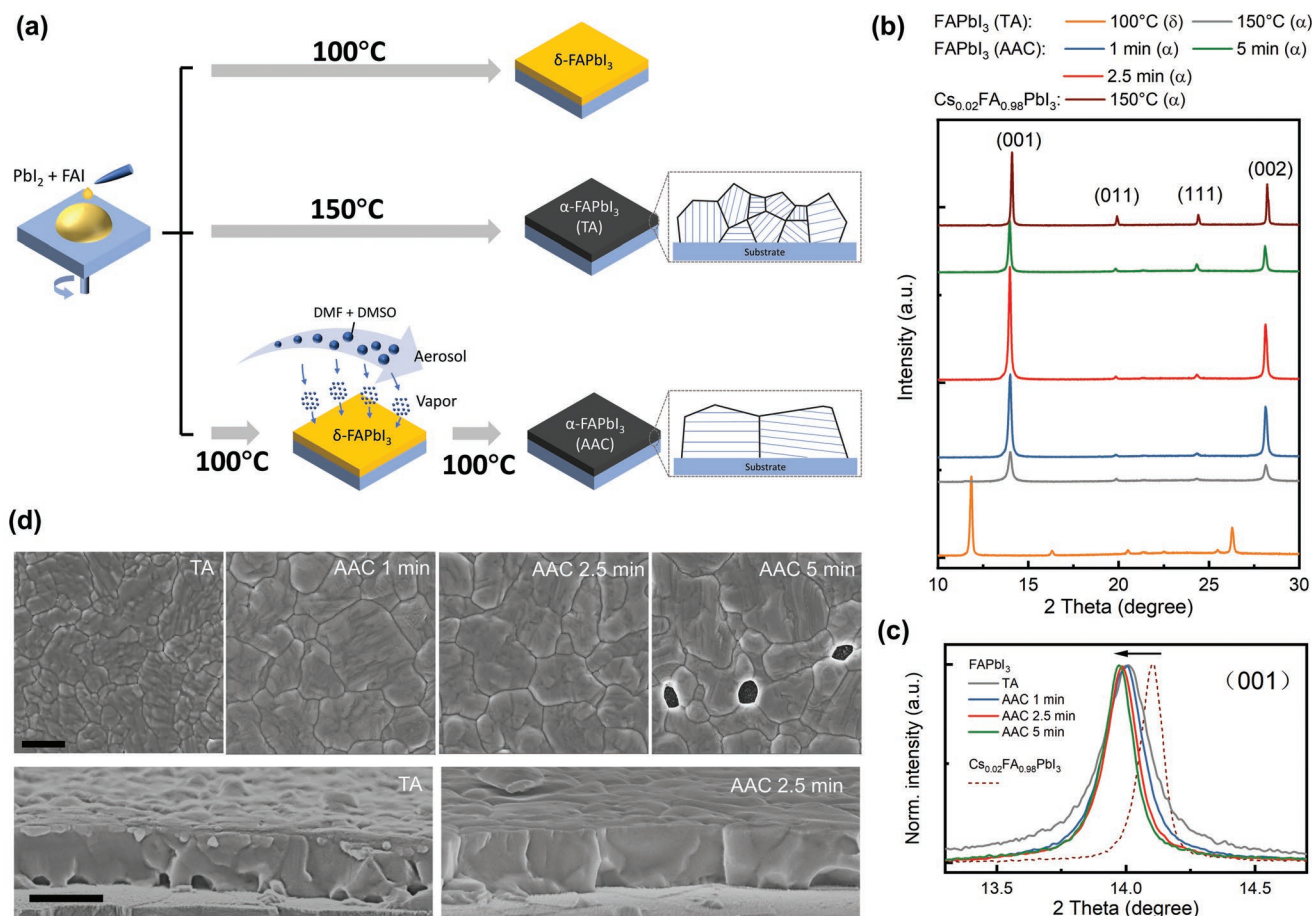 (a)
100°C
δ-FAPbI₃
PbI₂ + FAI
150°C
α-FAPbI₃
(TA)
Substrate
DMF + DMSO
Aerosol
Vapor
δ-FAPbI₃
100°C
100°C
α-FAPbI₃
(AAC)
Substrate
(b)
FAPbI₃ (TA): 100°C (δ) 150°C (α)
FAPbI₃ (AAC): 1 min (α) 5 min (α)
2.5 min (α)
Cs₀.₀₂FA₀.₉₈PbI₃: 150°C (α)
(001)
(011)
(111)
(002)
Intensity (a.u.)
10 15 20 25 30
2 Theta (degree)
(c)
FAPbI₃
TA
AAC 1 min
AAC 2.5 min
AAC 5 min
Cs₀.₀₂FA₀.₉₈PbI₃
(001)
Norm. intensity (a.u.)
13.5 14.0 14.5
2 Theta (degree)
(d)
TA
AAC 1 min
AAC 2.5 min
AAC 5 min
TA
AAC 2.5 min